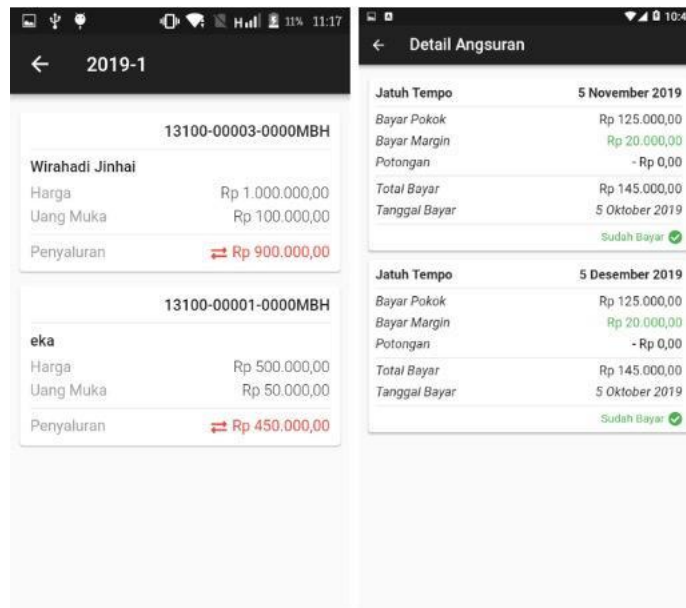 11% 11:17
2019-1
13100-00003-0000MBH
Wirahadi Jinhai
Harga Rp 1.000.000,00
Uang Muka Rp 100.000,00
Penyaluran Rp 900.000,00
13100-00001-0000MBH
eka
Harga Rp 500.000,00
Uang Muka Rp 50.000,00
Penyaluran Rp 450.000,00
10:4
Detail Angsuran
Jatuh Tempo 5 November 2019
Bayar Pokok Rp 125.000,00
Bayar Margin Rp 20.000,00
Potongan - Rp 0,00
Total Bayar Rp 145.000,00
Tanggal Bayar 5 Oktober 2019
Sudah Bayar
Jatuh Tempo 5 Desember 2019
Bayar Pokok Rp 125.000,00
Bayar Margin Rp 20.000,00
Potongan - Rp 0,00
Total Bayar Rp 145.000,00
Tanggal Bayar 5 Oktober 2019
Sudah Bayar